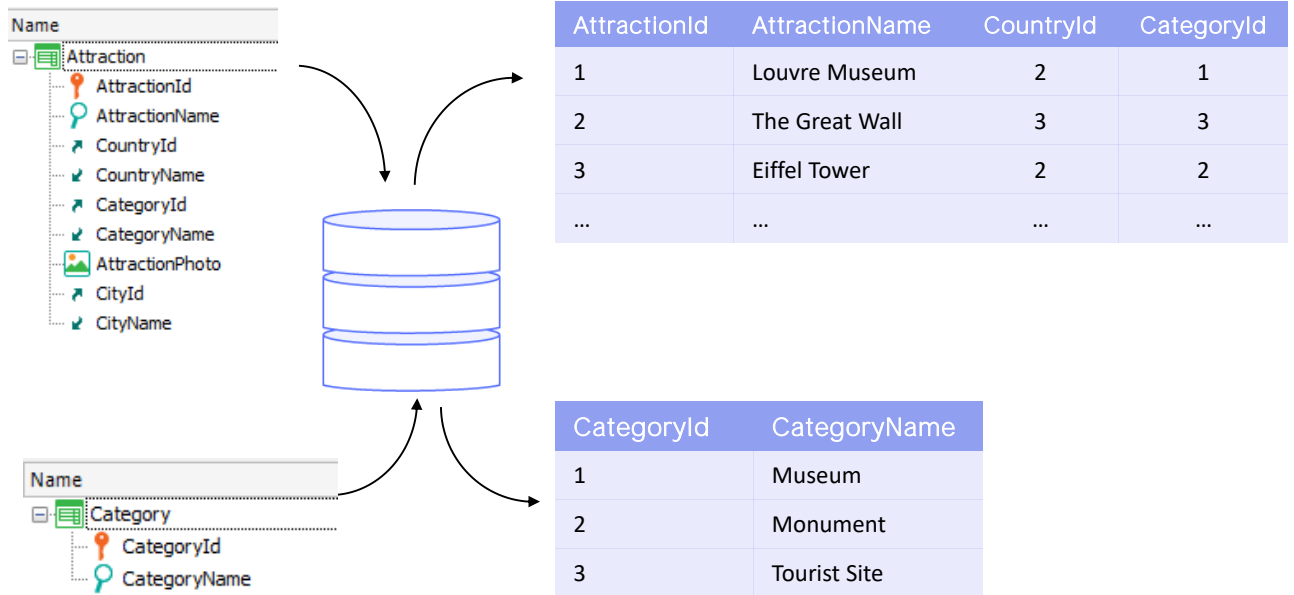 Name
Attraction
AttractionId
AttractionName
CountryId
CountryName
CategoryId
CategoryName
AttractionPhoto
CityId
CityName
AttractionId AttractionName CountryId CategoryId
1 Louvre Museum 2 1
2 The Great Wall 3 3
3 Eiffel Tower 2 2
... ... ... ...
Name
Category
CategoryId
CategoryName
CategoryId CategoryName
1 Museum
2 Monument
3 Tourist Site